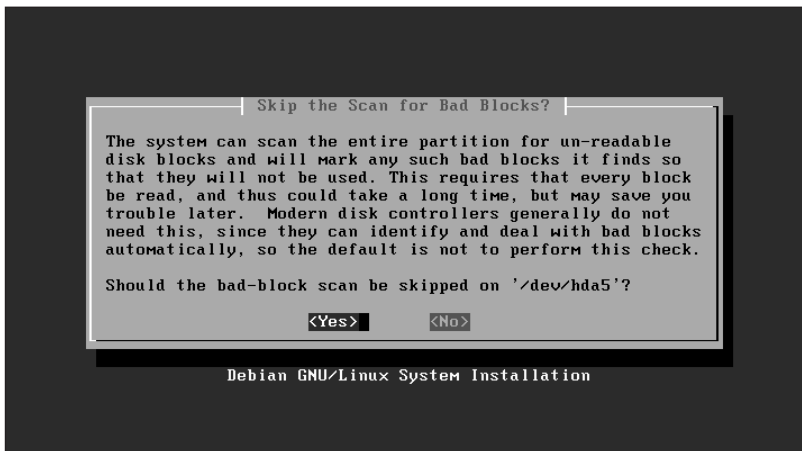 Skip the Scan for Bad Blocks?
The system can scan the entire partition for un-readable
disk blocks and will mark any such bad blocks it finds so
that they will not be used. This requires that every block
be read, and thus could take a long time, but may save you
trouble later.  Modern disk controllers generally do not
need this, since they can identify and deal with bad blocks
automatically, so the default is not to perform this check.
Should the bad-block scan be skipped on '/dev/hda5'?
<Yes> <No>
Debian GNU/Linux System Installation